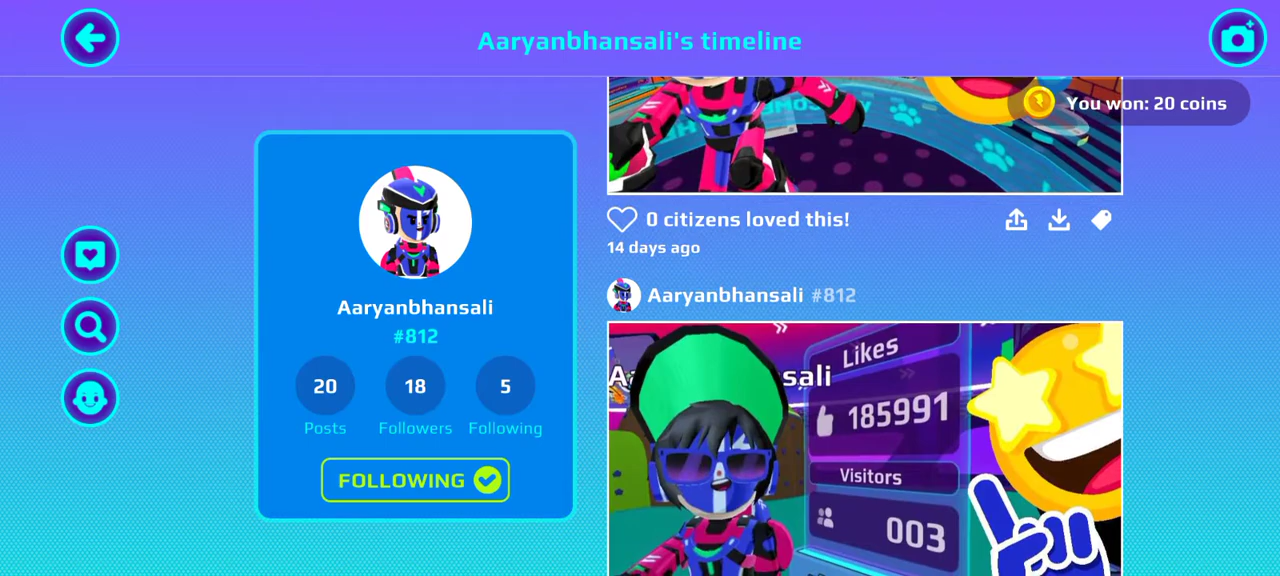 Aaryanbhansali's timeline
You won: 20 coins
0 citizens loved this!
14 days ago
Aaryanbhansali #812
Aaryanbhansali
#812
20
Posts
18
Followers
5
Following
FOLLOWING
Likes
185991
Visitors
003
sali